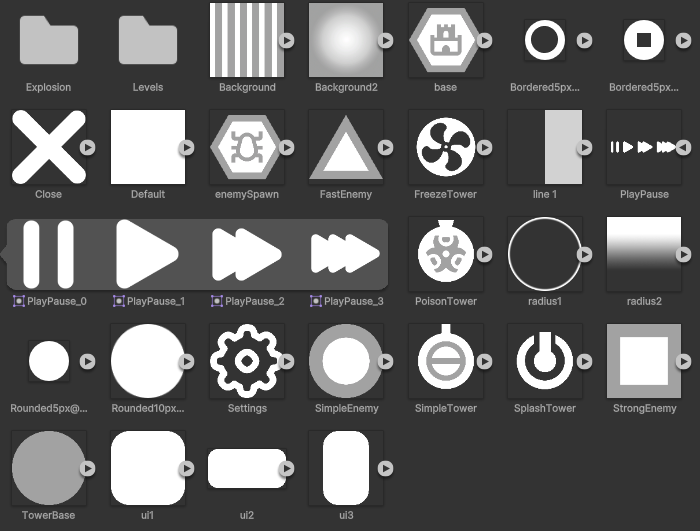 Explosion
Levels
Background
Background2
base
Bordered5px...
Bordered5px...
Close
Default
enemySpawn
FastEnemy
FreezeTower
line 1
PlayPause
PlayPause_0
PlayPause_1
PlayPause_2
PlayPause_3
PoisonTower
radius1
radius2
Rounded5px@...
Rounded10px...
Settings
SimpleEnemy
SimpleTower
SplashTower
StrongEnemy
TowerBase
ui1
ui2
ui3